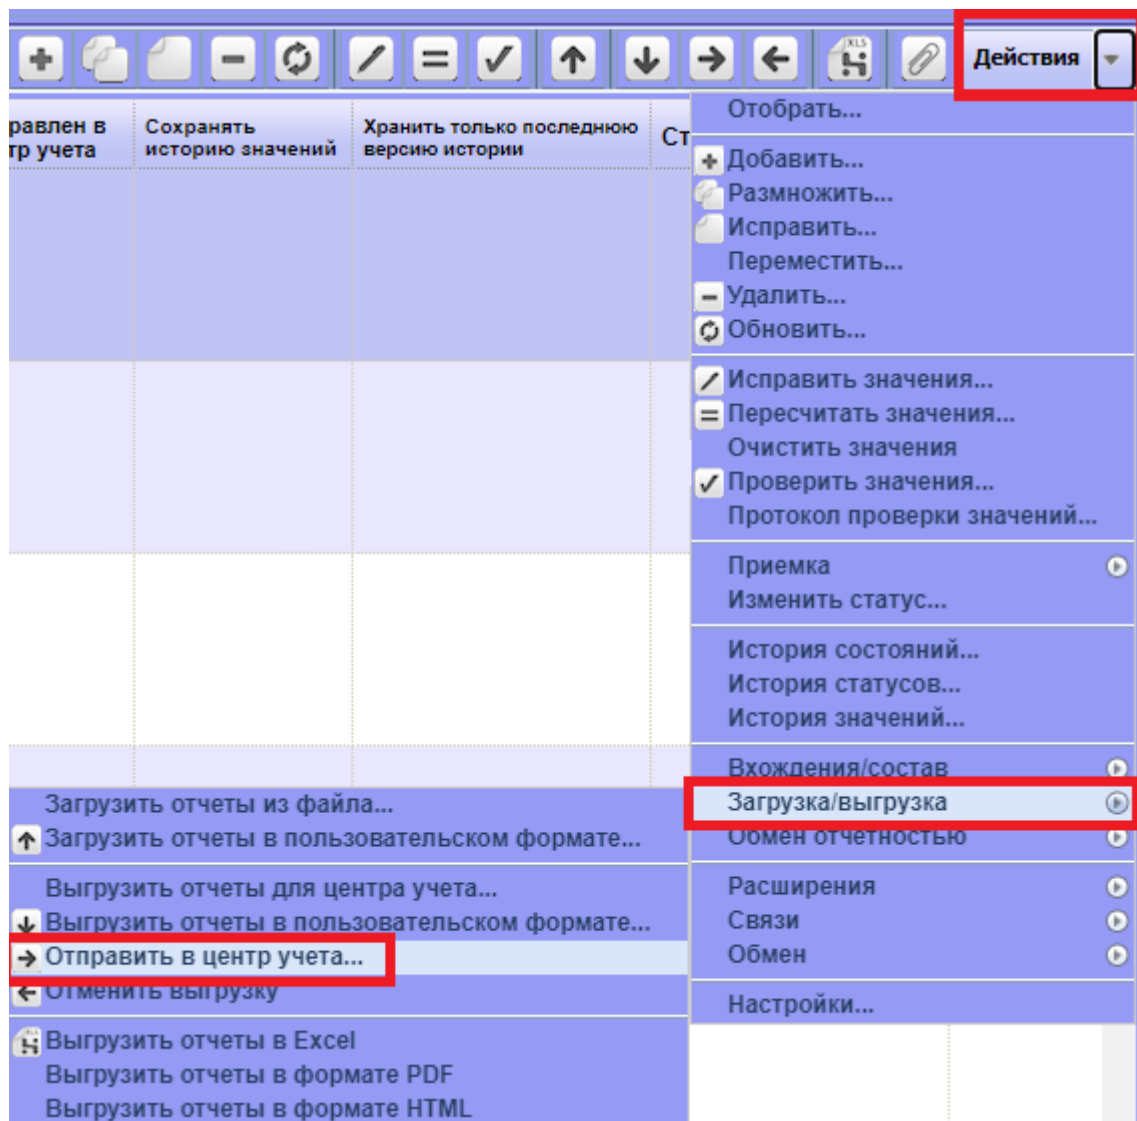 XLS
Действия
равлен в
тр учета
Сохранять
историю значений
Хранить только последнюю
версию истории
Ст
Отобрать...
Добавить...
Размножить...
Исправить...
Переместить...
Удалить...
Обновить...
Исправить значения...
Пересчитать значения...
Очистить значения
Проверить значения...
Протокол проверки значений...
Приемка
Изменить статус...
История состояний...
История статусов...
История значений...
Вхождения/состав
Загрузка/выгрузка
Обмен отчетностью
Расширения
Связи
Обмен
Настройки...
Загрузить отчеты из файла...
Загрузить отчеты в пользовательском формате...
Выгрузить отчеты для центра учета...
Выгрузить отчеты в пользовательском формате...
Отправить в центр учета...
Отменить выгрузку
Выгрузить отчеты в Excel
Выгрузить отчеты в формате PDF
Выгрузить отчеты в формате HTML